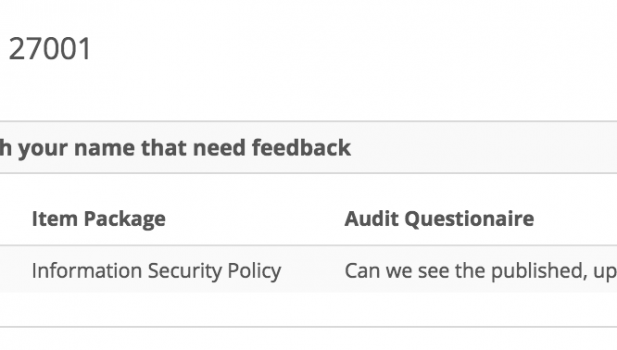 27001
h your name that need feedback
Item Package Audit Questionaire
Information Security Policy Can we see the published, up